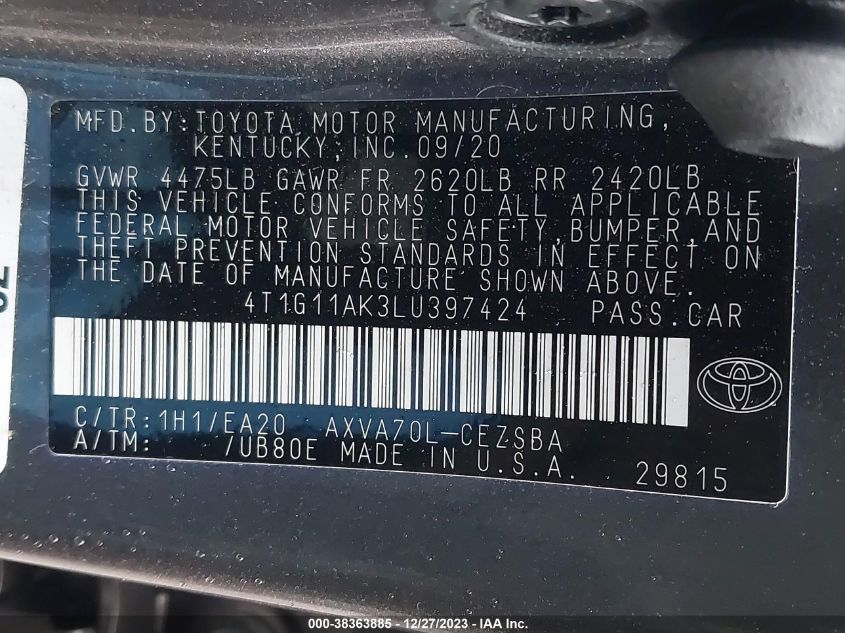 MFD.BY:TOYOTA MOTOR MANUFACTURING,
KENTUCKY, INC. 09/20
GVWR 4475LB GAWR FR 2620LB RR 2420LB
THIS VEHICLE CONFORMS TO ALL APPLICABLE
FEDERAL MOTOR VEHICLE SAFETY, BUMPER, AND
THEFT PREVENTION STANDARDS IN EFFECT ON
THE DATE OF MANUFACTURE SHOWN ABOVE.
4T1G11AK3LU397424 PASS.CAR
C/TR:1H1/EA20 AXVA70L-CEZSBA
A/TM: /UB80E MADE IN U.S.A. 29815
000-38363885 - 12/27/2023 - © IAA Inc.